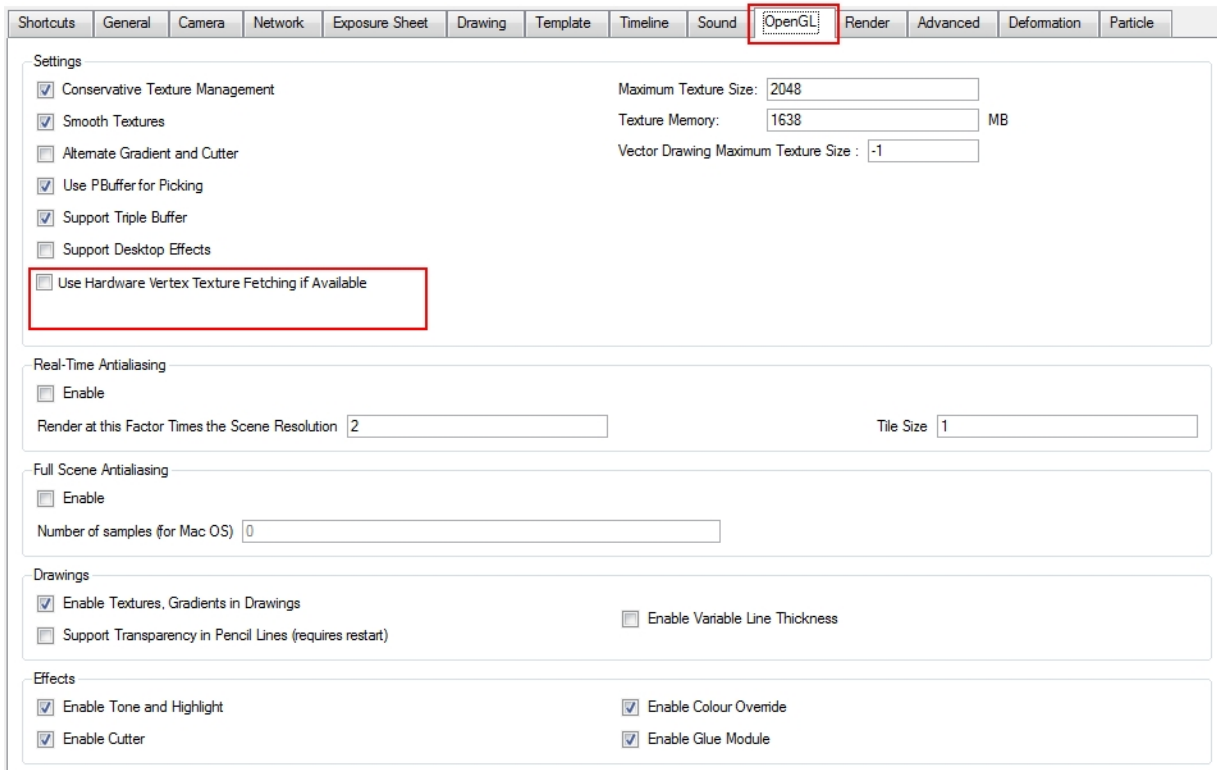 Shortcuts General Camera Network Exposure Sheet Drawing Template Timeline Sound OpenGL Render Advanced Deformation Particle
Settings
Conservative Texture Management Maximum Texture Size: 2048
Smooth Textures Texture Memory: 1638 MB
Alternate Gradient and Cutter Vector Drawing Maximum Texture Size : -1
Use PBuffer for Picking
Support Triple Buffer
Support Desktop Effects
Use Hardware Vertex Texture Fetching if Available
Real-Time Antialiasing
Enable
Render at this Factor Times the Scene Resolution 2 Tile Size 1
Full Scene Antialiasing
Enable
Number of samples (for Mac OS) 0
Drawings
Enable Textures, Gradients in Drawings
Enable Variable Line Thickness
Support Transparency in Pencil Lines (requires restart)
Effects
Enable Tone and Highlight Enable Colour Override
Enable Cutter Enable Glue Module